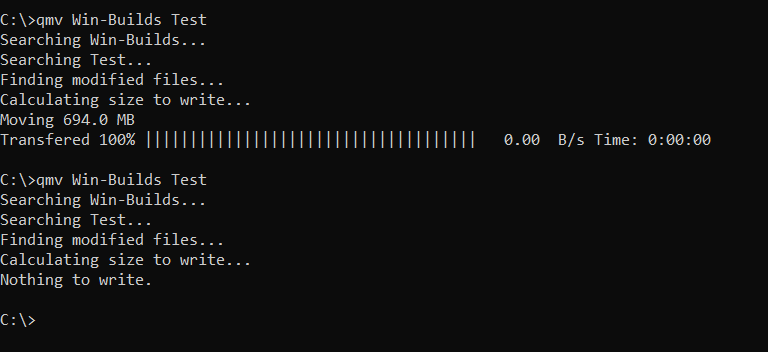 C:\>qmv Win-Builds Test
Searching Win-Builds...
Searching Test...
Finding modified files...
Calculating size to write...
Moving 694.0 MB
Transfered 100% ||||||||||||||||||||||||||||||||||||| 0.00 B/s Time: 0:00:00
C:\>qmv Win-Builds Test
Searching Win-Builds...
Searching Test...
Finding modified files...
Calculating size to write...
Nothing to write.
C:\>